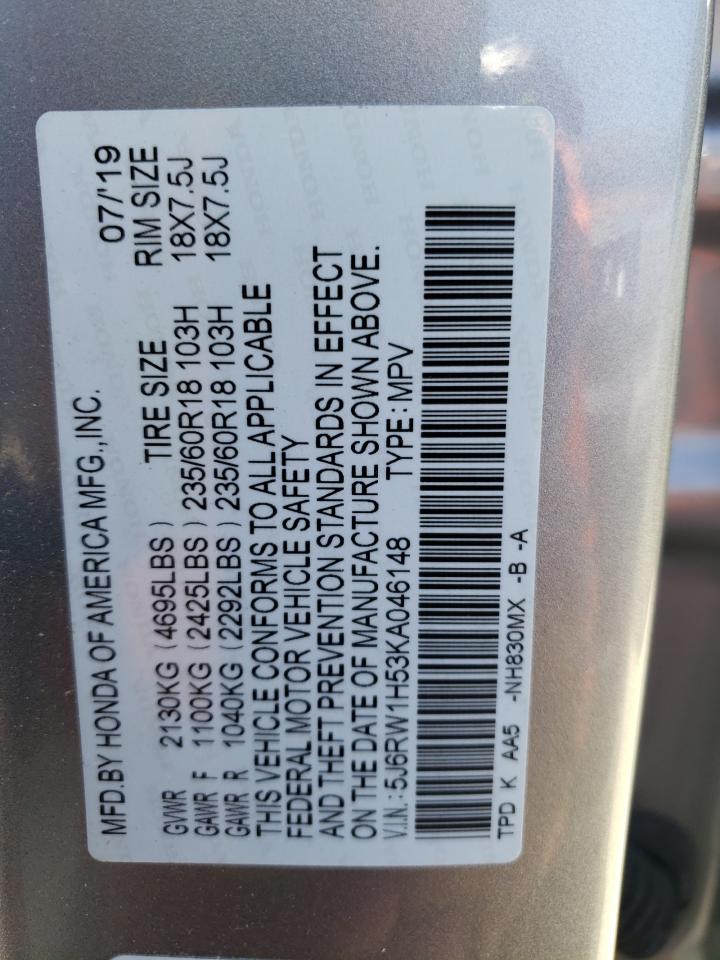 MFD.BY HONDA OF AMERICA MFG.,INC. 07/'19
TIRE SIZE RIM SIZE
GVWR 2130KG (4695LBS)
GAWR F 1100KG (2425LBS) 235/60R18 103H 18X7.5J
GAWR R 1040KG (2292LBS) 235/60R18 103H 18X7.5J
THIS VEHICLE CONFORMS TO ALL APPLICABLE
FEDERAL MOTOR VEHICLE SAFETY
AND THEFT PREVENTION STANDARDS IN EFFECT
ON THE DATE OF MANUFACTURE SHOWN ABOVE.
V.I.N.: 5J6RW1H53KA046148 TYPE: MPV
TPD K AA5 -NH830MX -B -A